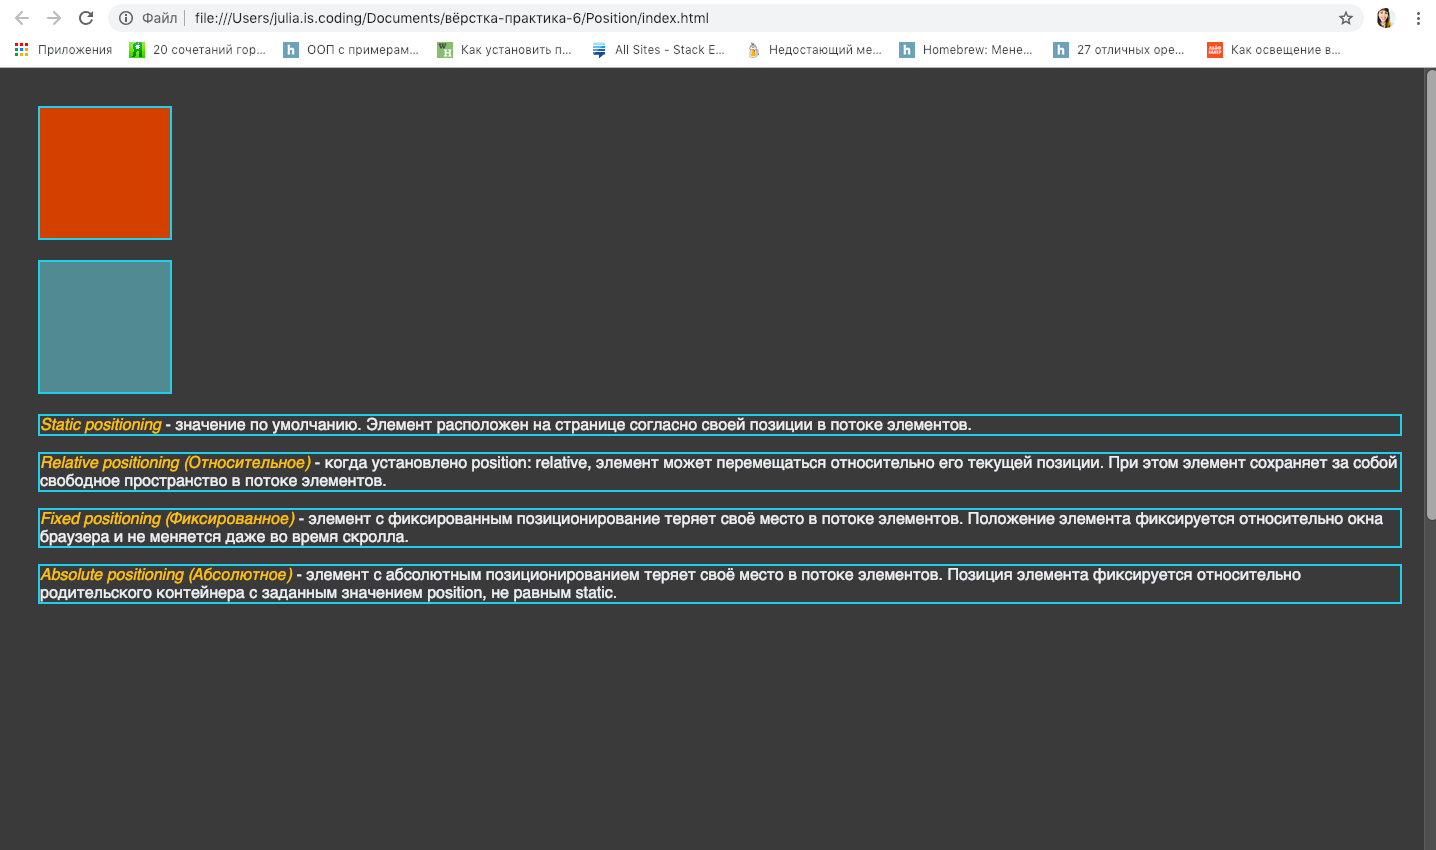 Файл file:///Users/julia.is.coding/Documents/вёрстка-практика-6/Position/index.html
Приложения 20 сочетаний гор... ООП с примерам... Как установить п... All Sites - Stack E... Недостающий ме... Homebrew: Мене... 27 отличных оре... Как освещение в...
Static positioning - значение по умолчанию. Элемент расположен на странице согласно своей позиции в потоке элементов.
Relative positioning (Относительное) - когда установлено position: relative, элемент может перемещаться относительно его текущей позиции. При этом элемент сохраняет за собой
свободное пространство в потоке элементов.
Fixed positioning (Фиксированное) - элемент с фиксированным позиционирование теряет своё место в потоке элементов. Положение элемента фиксируется относительно окна
браузера и не меняется даже во время скролла.
Absolute positioning (Абсолютное) - элемент с абсолютным позиционированием теряет своё место в потоке элементов. Позиция элемента фиксируется относительно
родительского контейнера с заданным значением position, не равным static.